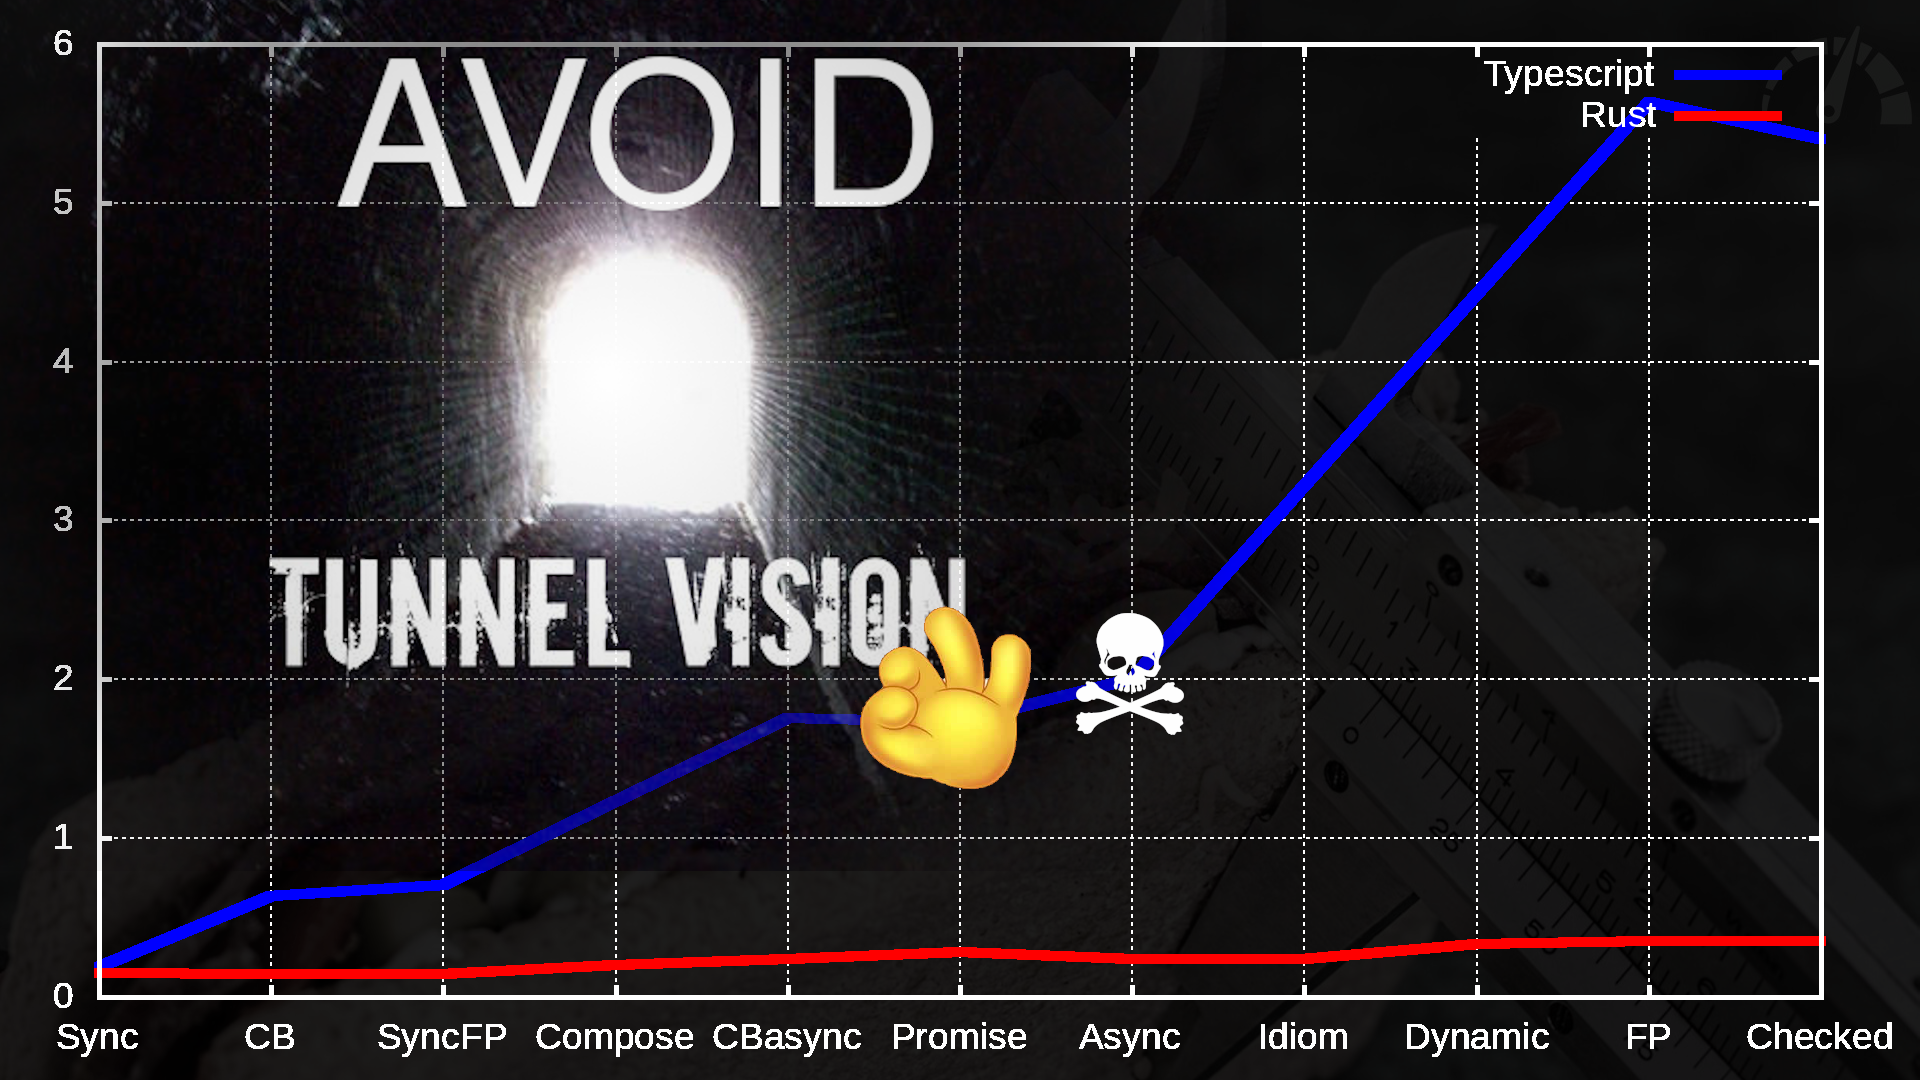 6
AVOID
Typescript
Rust
5
4
3
TUNNEL VISION
2
1
0
Sync CB SyncFP Compose CBasync Promise Async Idiom Dynamic FP Checked